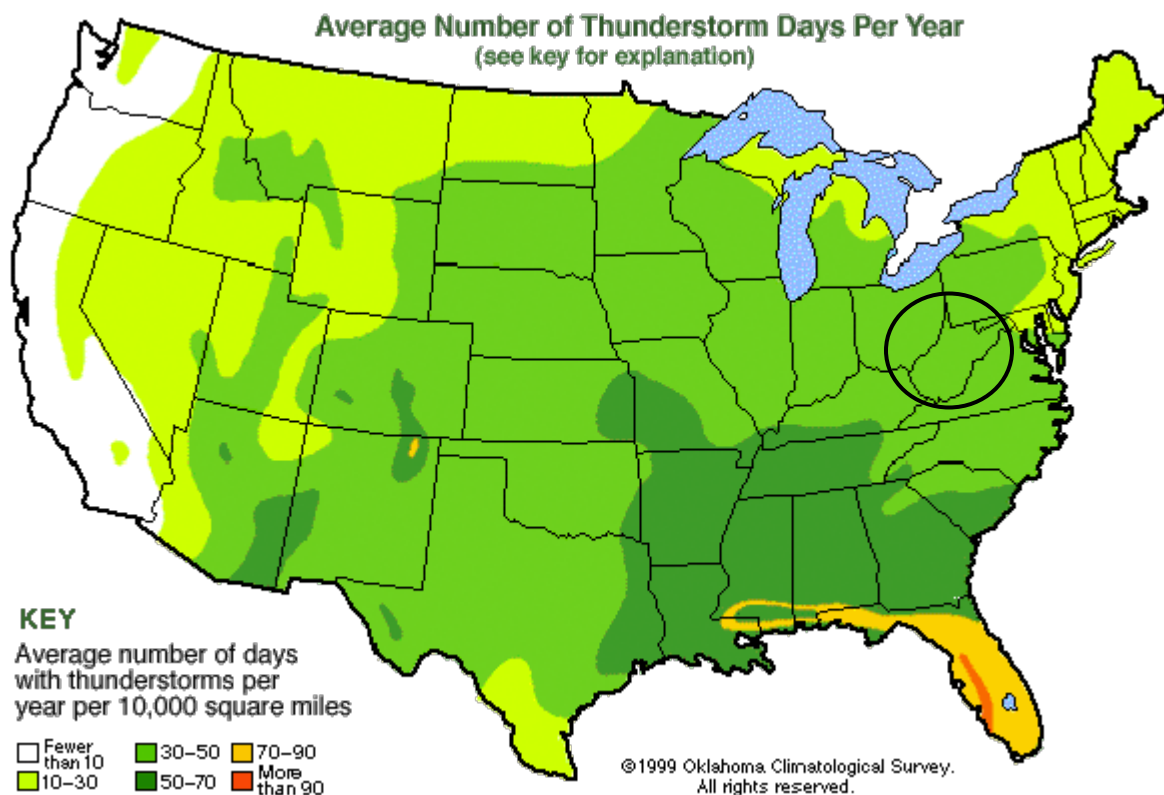 Average Number of Thunderstorm Days Per Year
(see key for explanation)
KEY
Average number of days
with thunderstorms per
year per 10,000 square miles
Fewer than 10
10-30
30-50
50-70
70-90
More than 90
©1999 Oklahoma Climatological Survey.
All rights reserved.